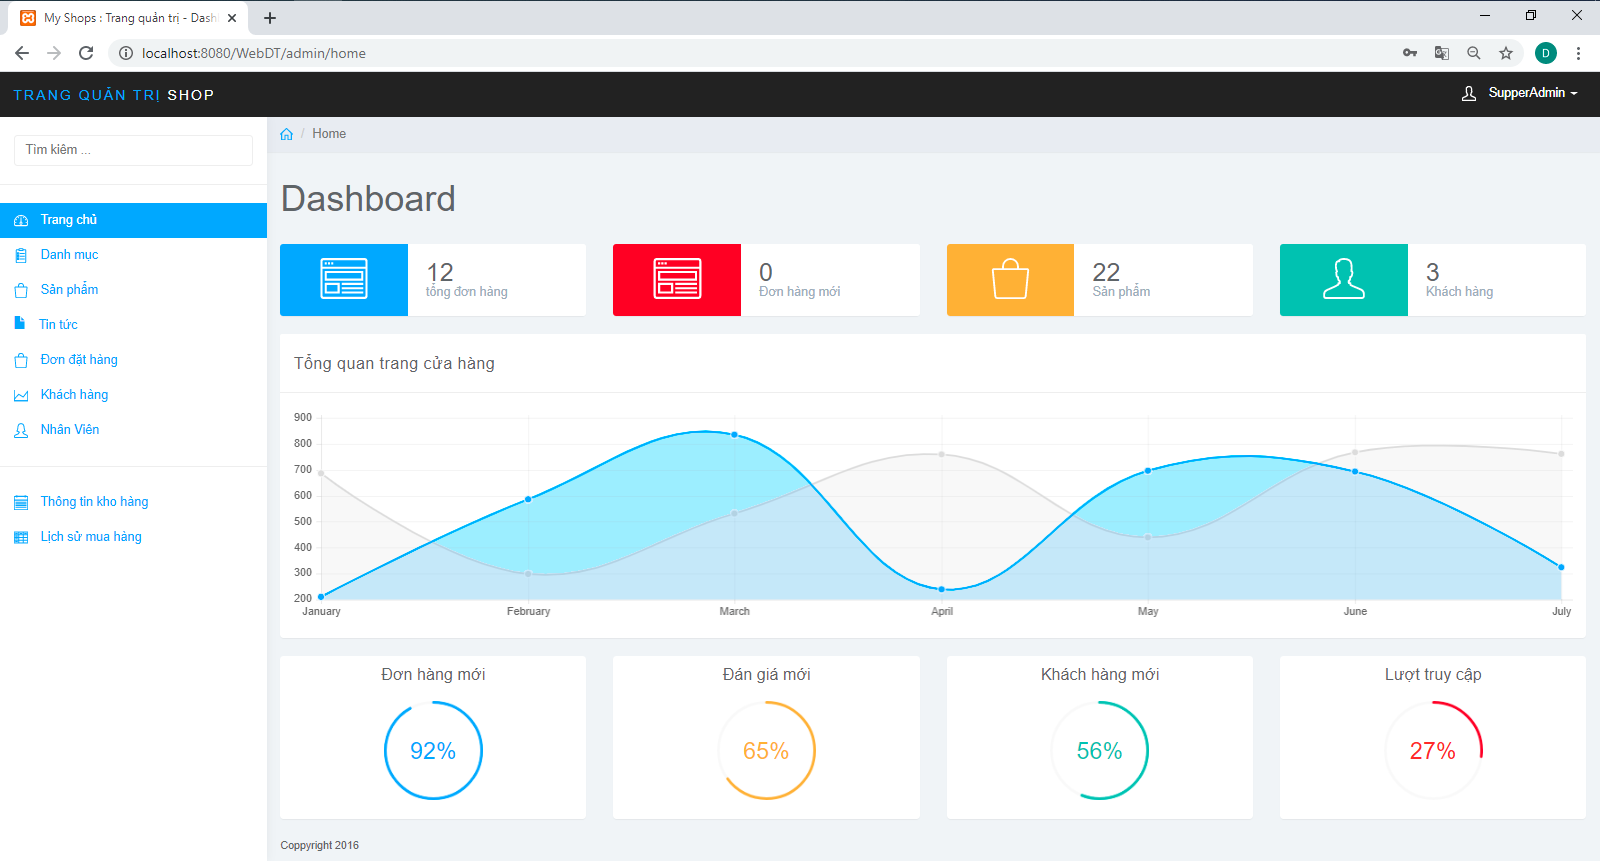 My Shops : Trang quản trị - Dash
localhost:8080/WebDT/admin/home
D
TRANG QUẢN TRỊ SHOP
SupperAdmin
Tìm kiêm ...
Trang chủ
Danh mục
Sản phẩm
Tin tức
Đơn đặt hàng
Khách hàng
Nhân Viên
Thông tin kho hàng
Lịch sử mua hàng
/ Home
Dashboard
12
tổng đơn hàng
0
Đơn hàng mới
22
Sản phẩm
3
Khách hàng
Tổng quan trang cửa hàng
900
800
700
600
500
400
300
200
January February March April May June July
Đơn hàng mới
92%
Đán giá mới
65%
Khách hàng mới
56%
Lượt truy cập
27%
Coppyright 2016